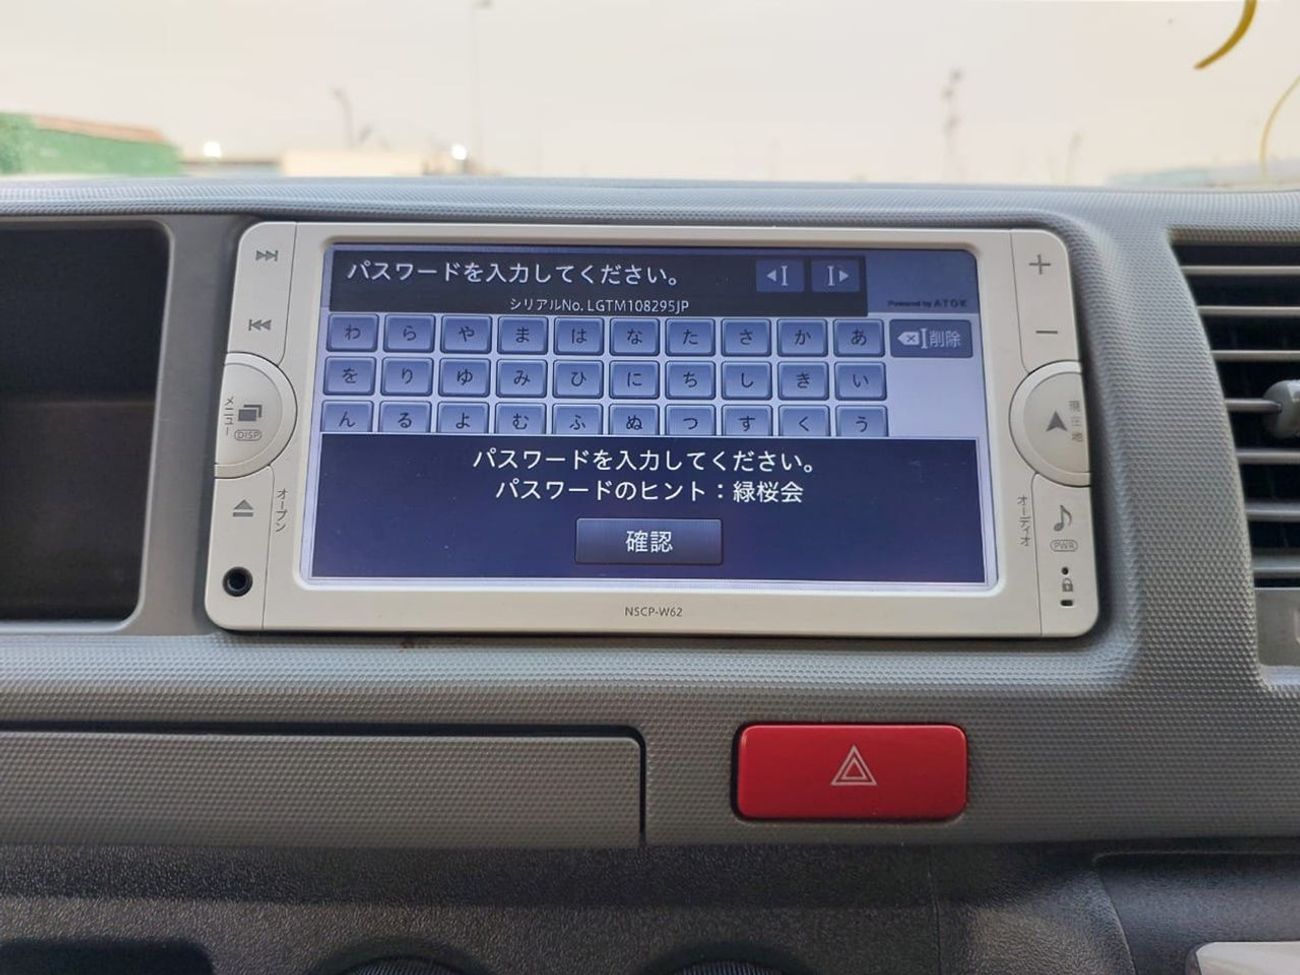 パスワードを入力してください。
シリアルNo. LGTM108295JP
Powered by ATOK
わ ら や ま は な た さ か あ 削除
を り ゆ み ひ に ち し き い
ん る よ む ふ ぬ つ す く う
パスワードを入力してください。
パスワードのヒント：緑桜会
確認
メニュー
DISP
オープン
現在地
オーディオ
PWR
NSCP-W62